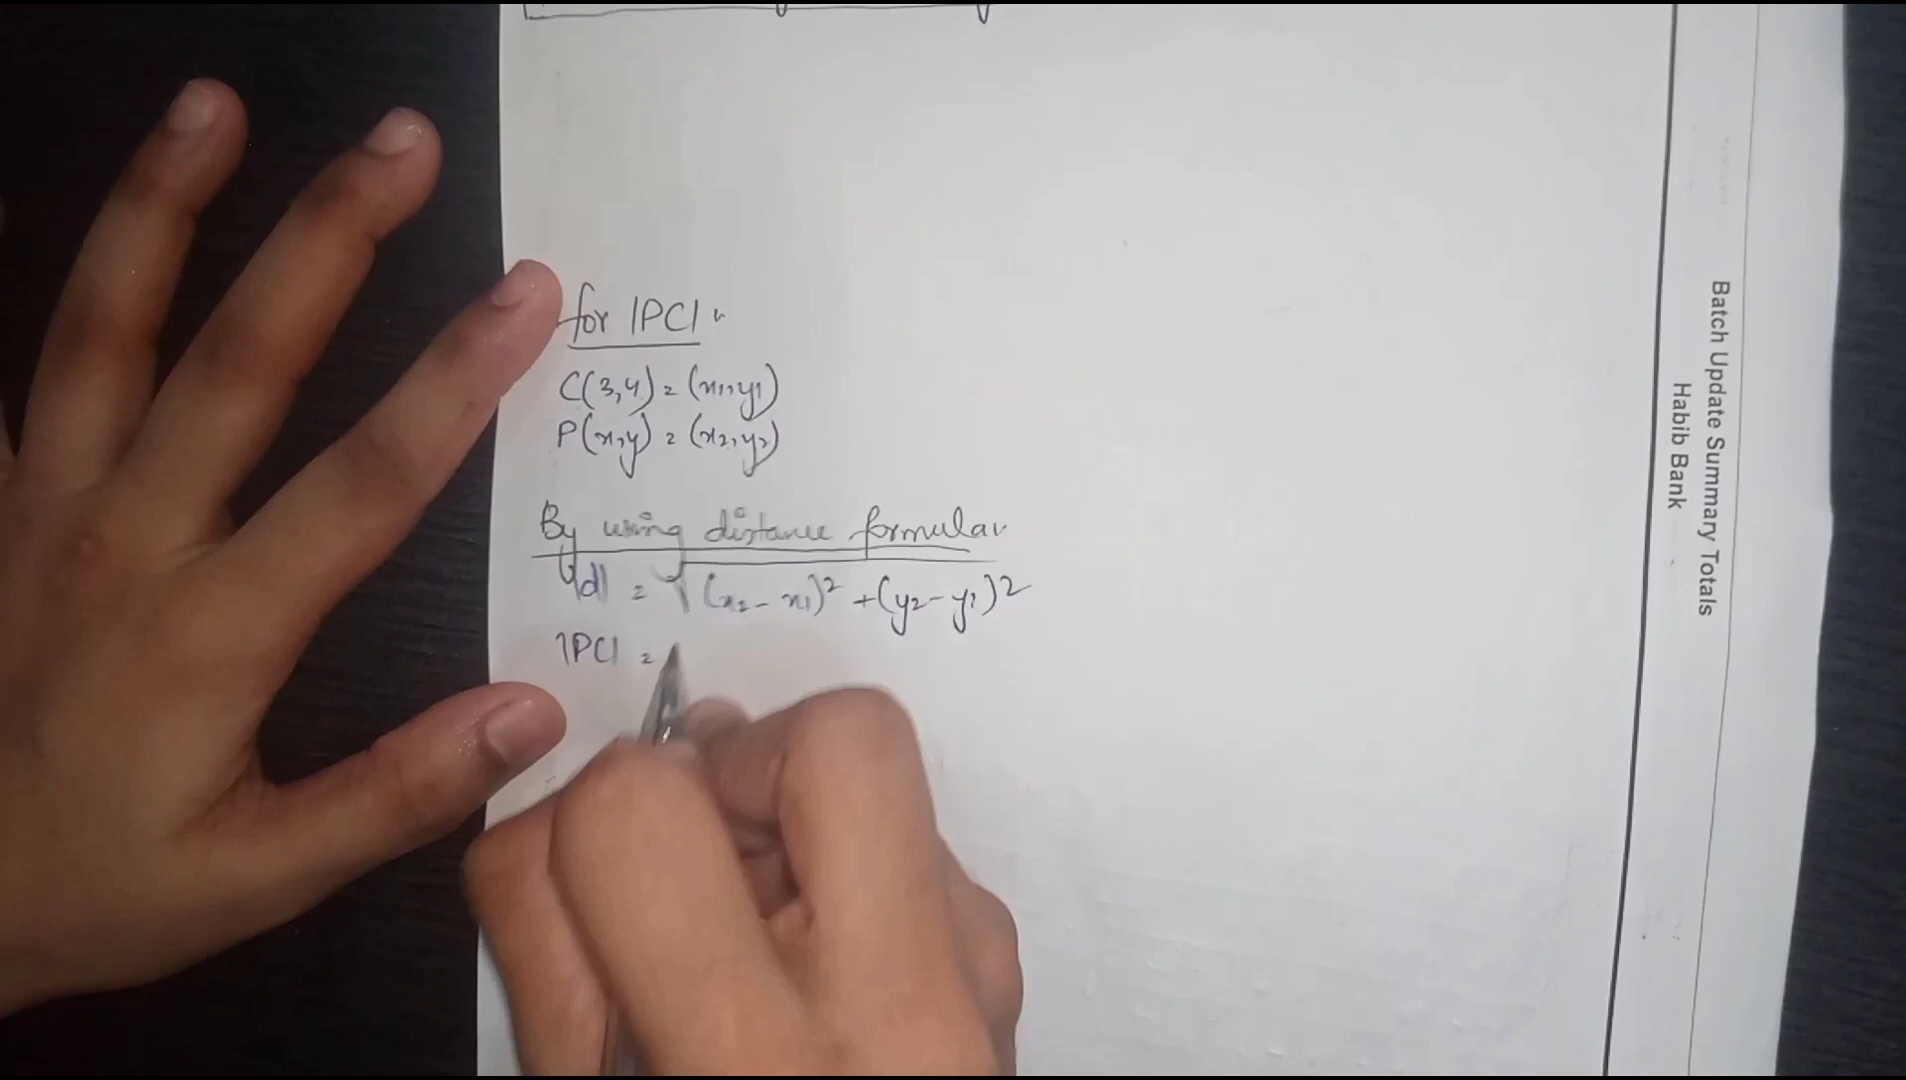 for |PC|:
C(3,4) = (x1,y1)
P(x,y) = (x2,y2)
By using distance formula:
|d| = √(x2 - x1)² + (y2 - y1)²
|PC| =
Batch Update Summary Totals
Habib Bank